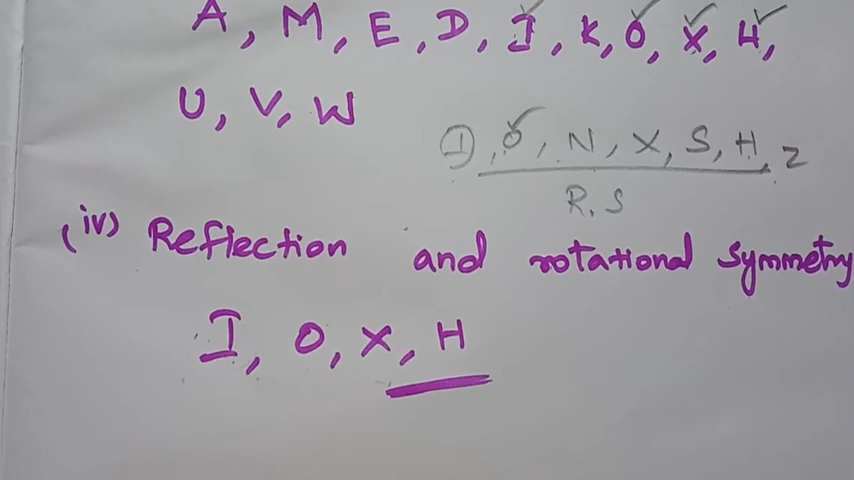 A, M, E, D, I, K, O, X, H,
U, V, W
I, O, N, X, S, H, Z
R.S
(iv) Reflection and rotational symmetry
I, O, X, H